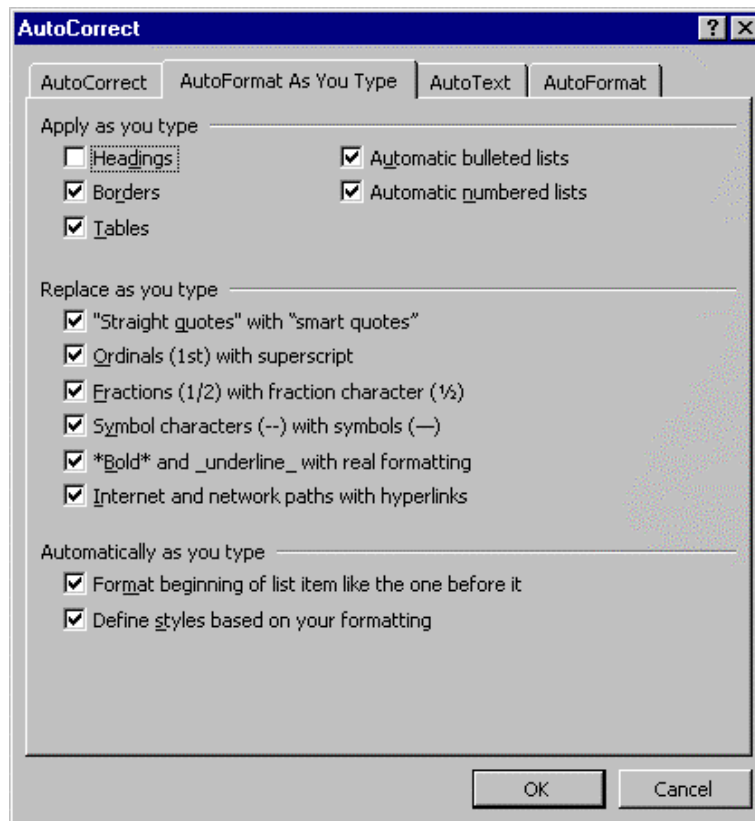 AutoCorrect
AutoCorrect AutoFormat As You Type AutoText AutoFormat
Apply as you type
Headings Automatic bulleted lists
Borders Automatic numbered lists
Tables
Replace as you type
"Straight quotes" with “smart quotes”
Ordinals (1st) with superscript
Fractions (1/2) with fraction character (½)
Symbol characters (--) with symbols (—)
*Bold* and _underline_ with real formatting
Internet and network paths with hyperlinks
Automatically as you type
Format beginning of list item like the one before it
Define styles based on your formatting
OK Cancel